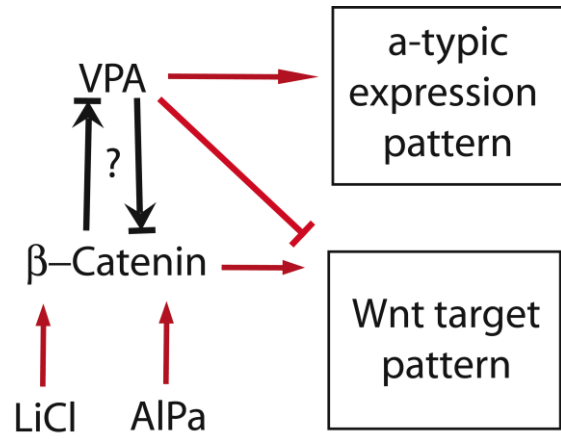 VPA
a-typic
expression
pattern
?
β–Catenin
Wnt target
pattern
LiCl
AlPa